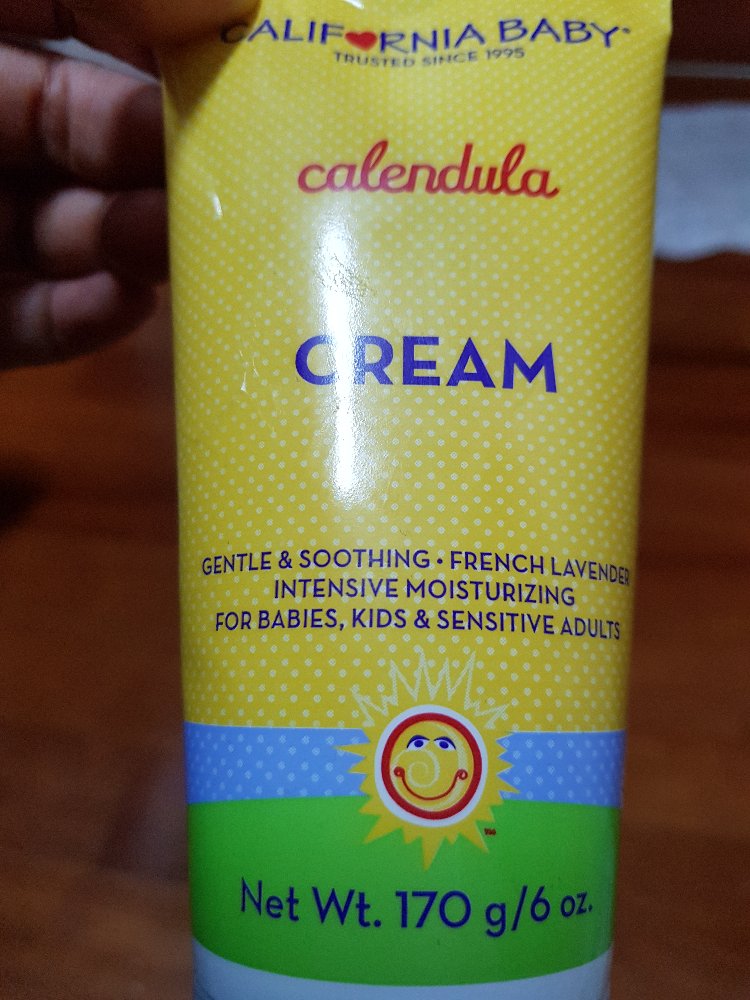 CALIFORNIA BABY
TRUSTED SINCE 1995
calendula
CREAM
GENTLE & SOOTHING • FRENCH LAVENDER
INTENSIVE MOISTURIZING
FOR BABIES, KIDS & SENSITIVE ADULTS
Net Wt. 170 g/6 oz.